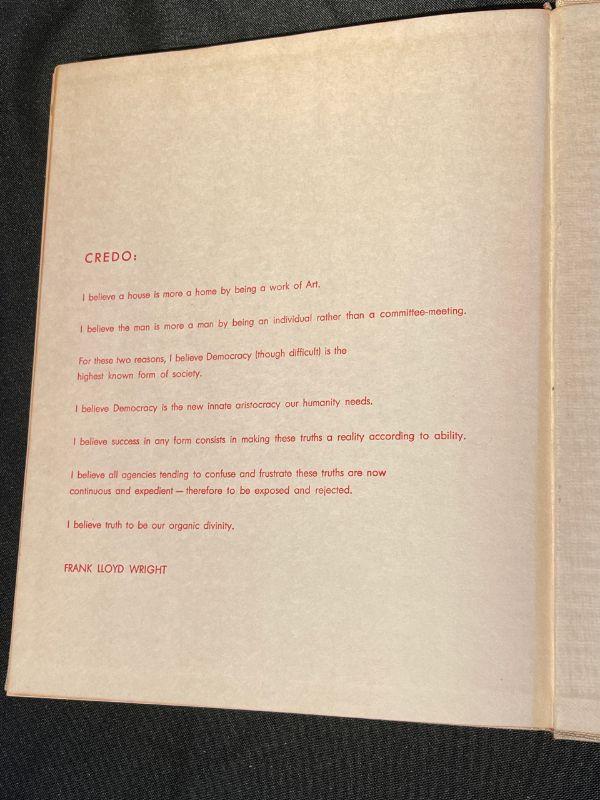 CREDO:
I believe a house is more a home by being a work of Art.
I believe the man is more a man by being an individual rather than a committee-meeting.
For these two reasons, I believe Democracy (though difficult) is the
highest known form of society.
I believe Democracy is the new innate aristocracy our humanity needs.
I believe success in any form consists in making these truths a reality according to ability.
I believe all agencies tending to confuse and frustrate these truths are now
continuous and expedient — therefore to be exposed and rejected.
I believe truth to be our organic divinity.
FRANK LLOYD WRIGHT